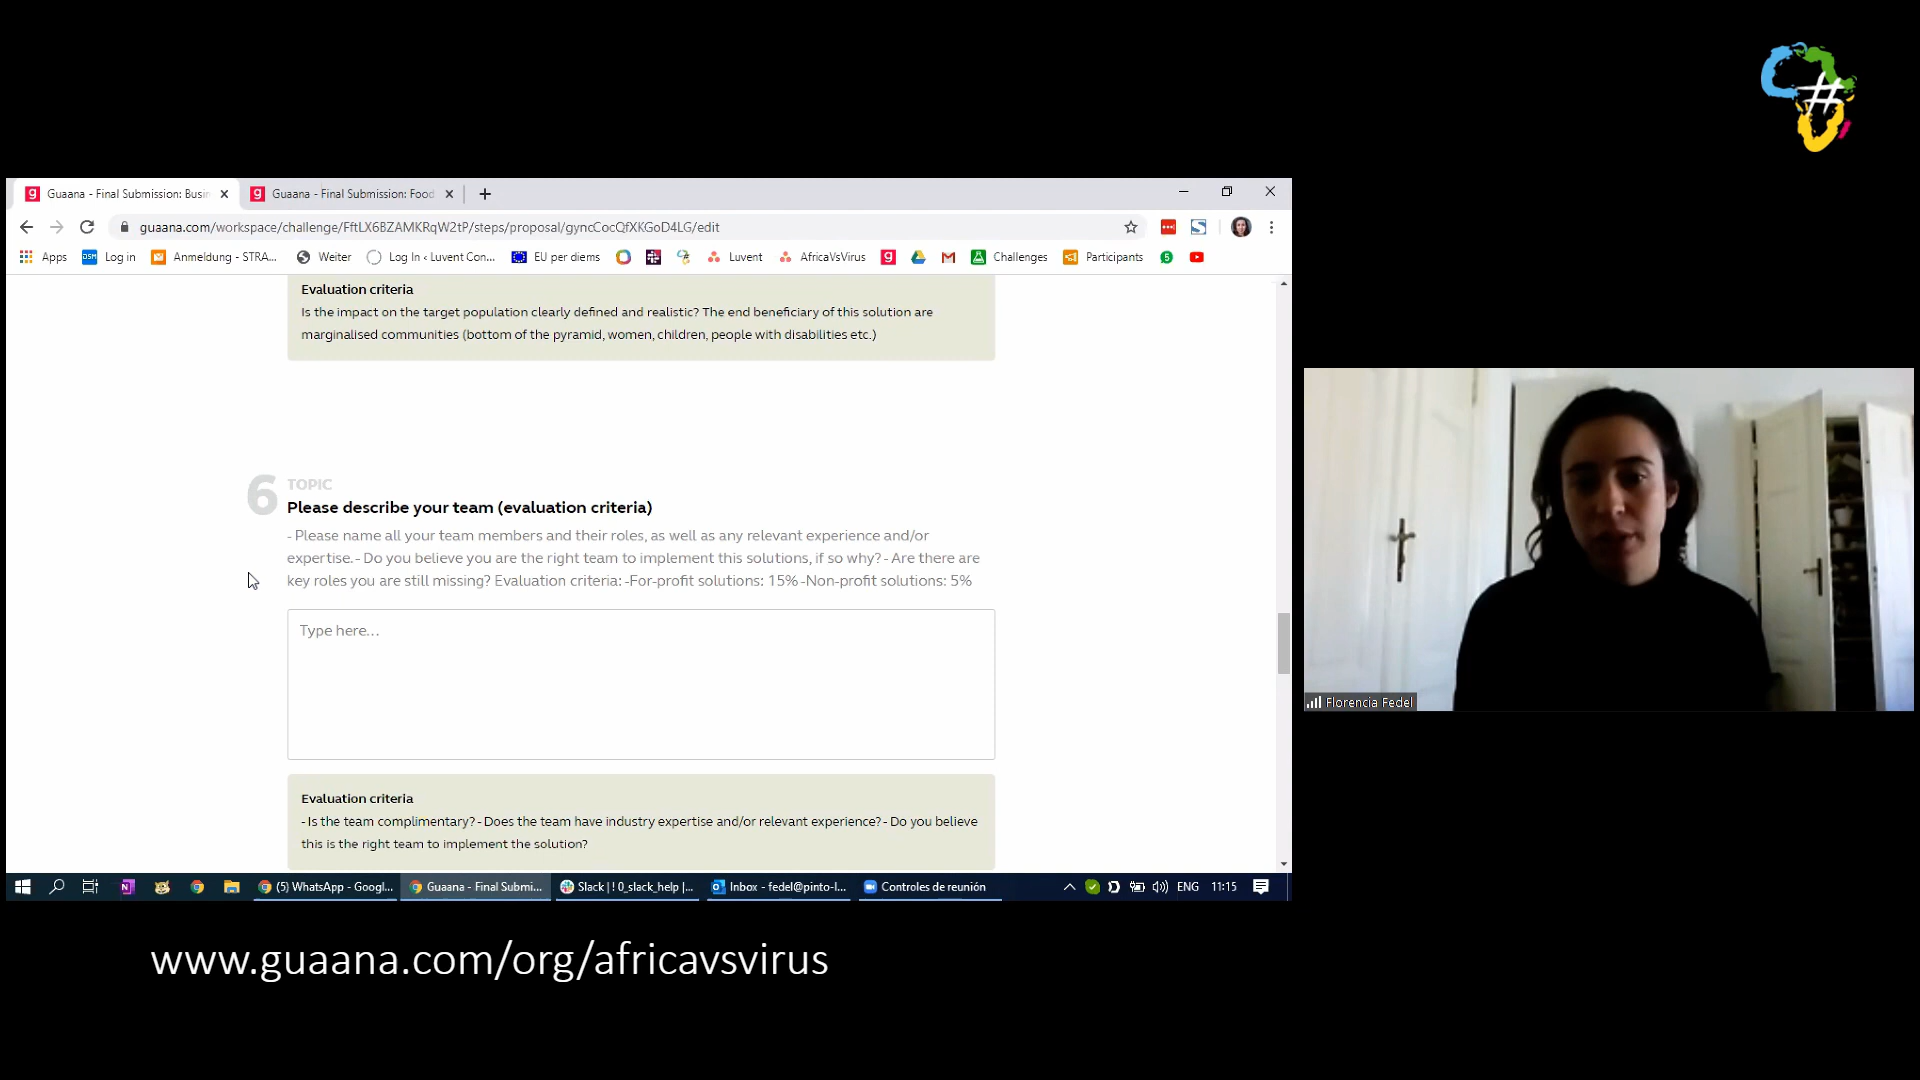 #
Guaana - Final Submission: Busin
Guaana - Final Submission: Food
guaana.com/workspace/challenge/FftLX6BZAMKRqW2tP/steps/proposal/gyncCocQfXKGoD4LG/edit
Apps
Log in
Anmeldung - STRA...
Weiter
Log In ‹ Luvent Con...
EU per diems
Luvent
AfricaVsVirus
Challenges
Participants
Evaluation criteria
Is the impact on the target population clearly defined and realistic? The end beneficiary of this solution are
marginalised communities (bottom of the pyramid, women, children, people with disabilities etc.)
6 TOPIC
Please describe your team (evaluation criteria)
- Please name all your team members and their roles, as well as any relevant experience and/or
expertise. - Do you believe you are the right team to implement this solutions, if so why? - Are there are
key roles you are still missing? Evaluation criteria: -For-profit solutions: 15% -Non-profit solutions: 5%
Type here...
Evaluation criteria
- Is the team complimentary? - Does the team have industry expertise and/or relevant experience? - Do you believe
this is the right team to implement the solution?
Florencia Fedel
(5) WhatsApp - Googl...
Guaana - Final Submi...
Slack | ! 0_slack_help |...
Inbox - fedel@pinto-l...
Controles de reunión
ENG
11:15
www.guaana.com/org/africavsvirus